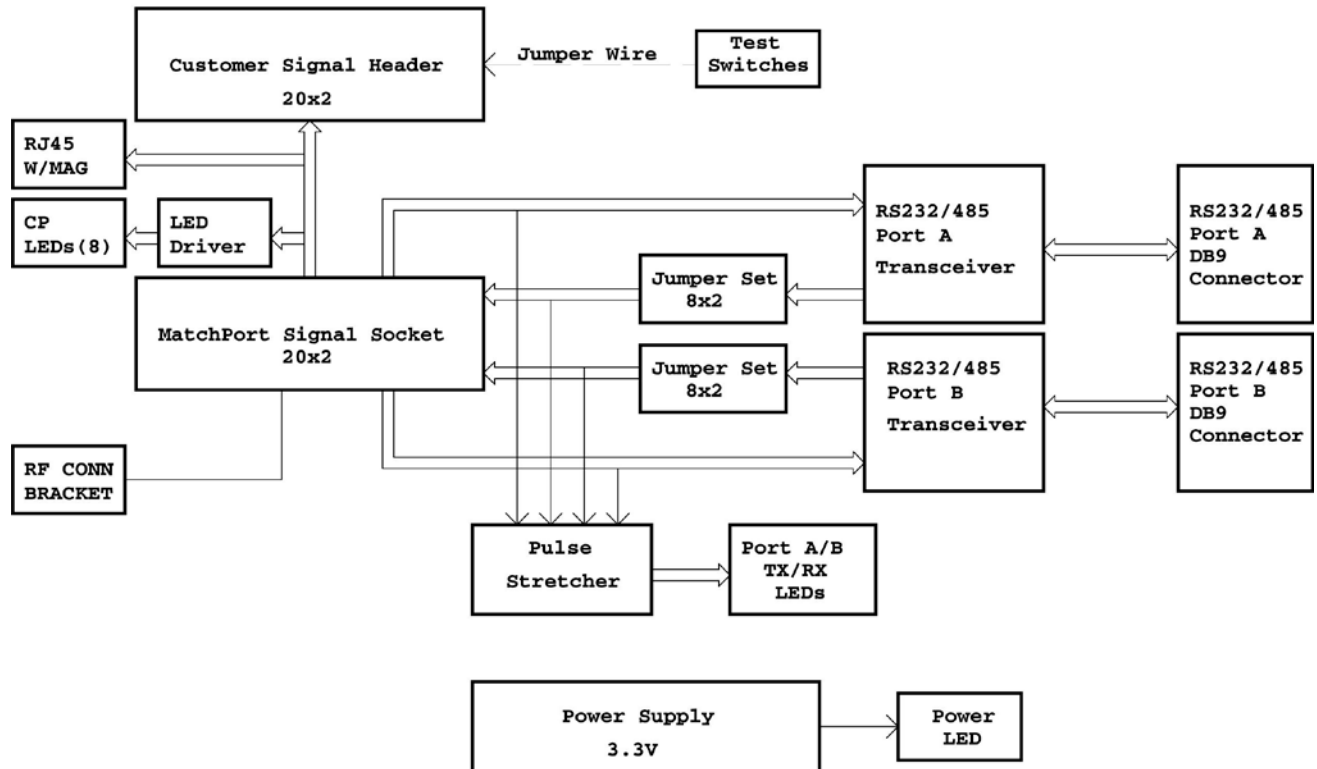 Customer Signal Header
20x2
Jumper Wire
Test
Switches
RJ45
W/MAG
CP
LEDs(8)
LED
Driver
MatchPort Signal Socket
20x2
RF CONN
BRACKET
Jumper Set
8x2
Jumper Set
8x2
RS232/485
Port A
Transceiver
RS232/485
Port A
DB9
Connector
RS232/485
Port B
Transceiver
RS232/485
Port B
DB9
Connector
Pulse
Stretcher
Port A/B
TX/RX
LEDs
Power Supply
3.3V
Power
LED